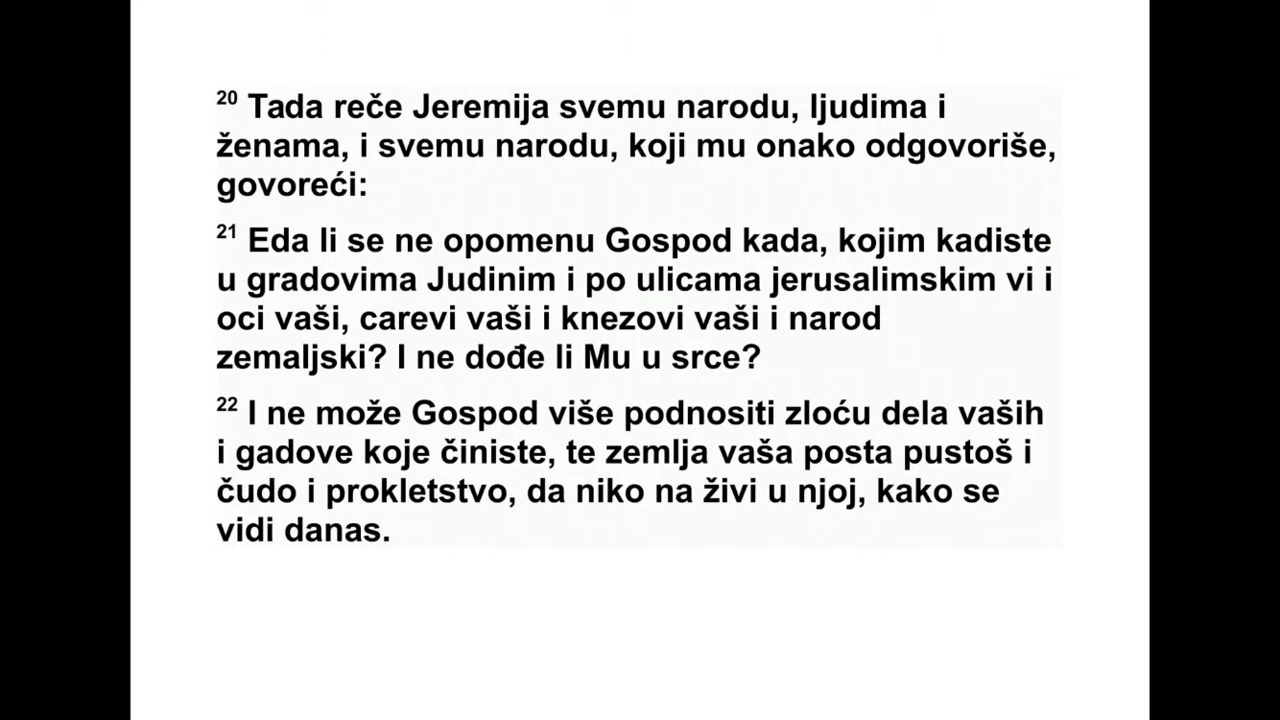 20 Tada reče Jeremija svemu narodu, ljudima i
ženama, i svemu narodu, koji mu onako odgovoriše,
govoreći:
21 Eda li se ne opomenu Gospod kada, kojim kadiste
u gradovima Judinim i po ulicama jerusalimskim vi i
oci vaši, carevi vaši i knezovi vaši i narod
zemaljski? I ne dođe li Mu u srce?
22 I ne može Gospod više podnositi zloću dela vaših
i gadove koje činiste, te zemlja vaša posta pustoš i
čudo i prokletstvo, da niko na živi u njoj, kako se
vidi danas.